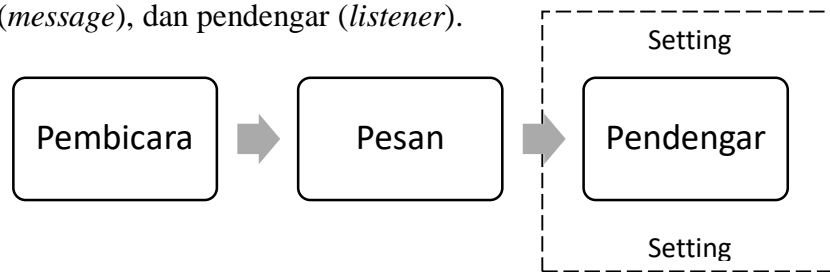 (message), dan pendengar (listener).
Setting
Pembicara
Pesan
Pendengar
Setting